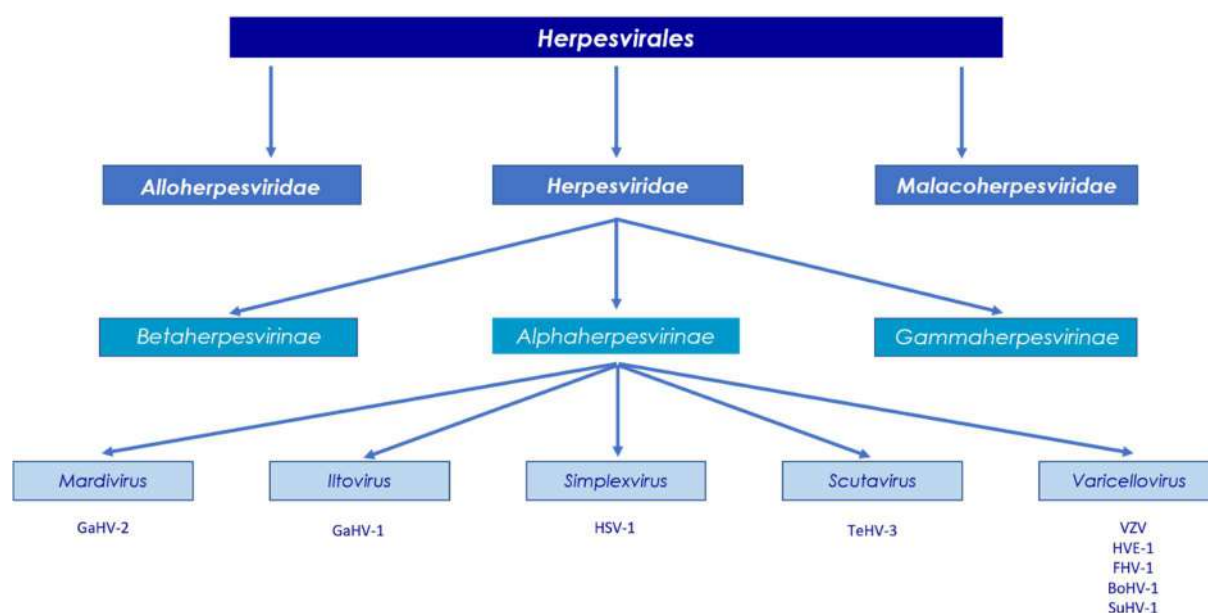 Herpesvirales
Alloherpesviridae
Herpesviridae
Malacoherpesviridae
Betaherpesvirinae
Alphaherpesvirinae
Gammaherpesvirinae
Mardivirus
Iltovirus
Simplexvirus
Scutavirus
Varicellovirus
GaHV-2
GaHV-1
HSV-1
TeHV-3
VZV
HVE-1
FHV-1
BoHV-1
SuHV-1